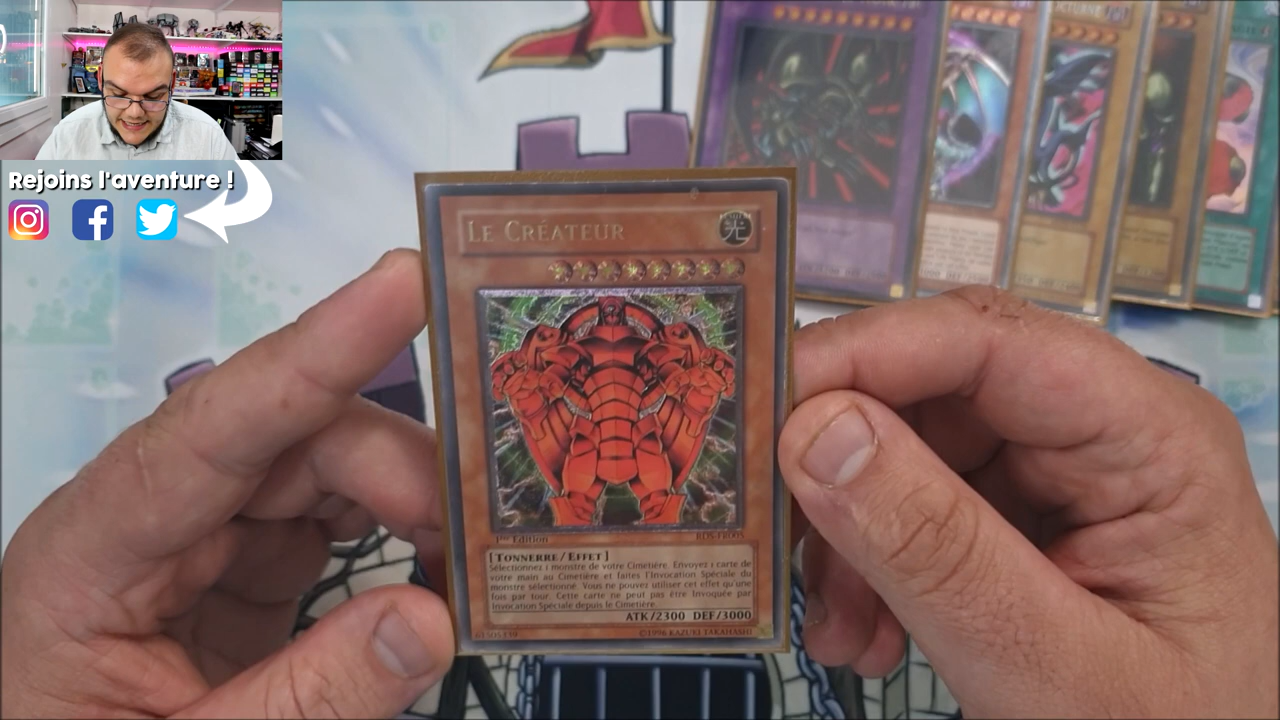 Rejoins l'aventure !
LE CRÉATEUR
光
1ère Édition
RDS-FR005
[TONNERRE/EFFET]
Sélectionnez 1 monstre de votre Cimetière. Envoyez 1 carte de
votre main au Cimetière et faites l'Invocation Spéciale du
monstre sélectionné. Vous ne pouvez utiliser cet effet qu'une
fois par tour. Cette carte ne peut pas être Invoquée par
Invocation Spéciale depuis le Cimetière.
ATK/2300 DEF/3000
61505339
©1996 KAZUKI TAKAHASHI